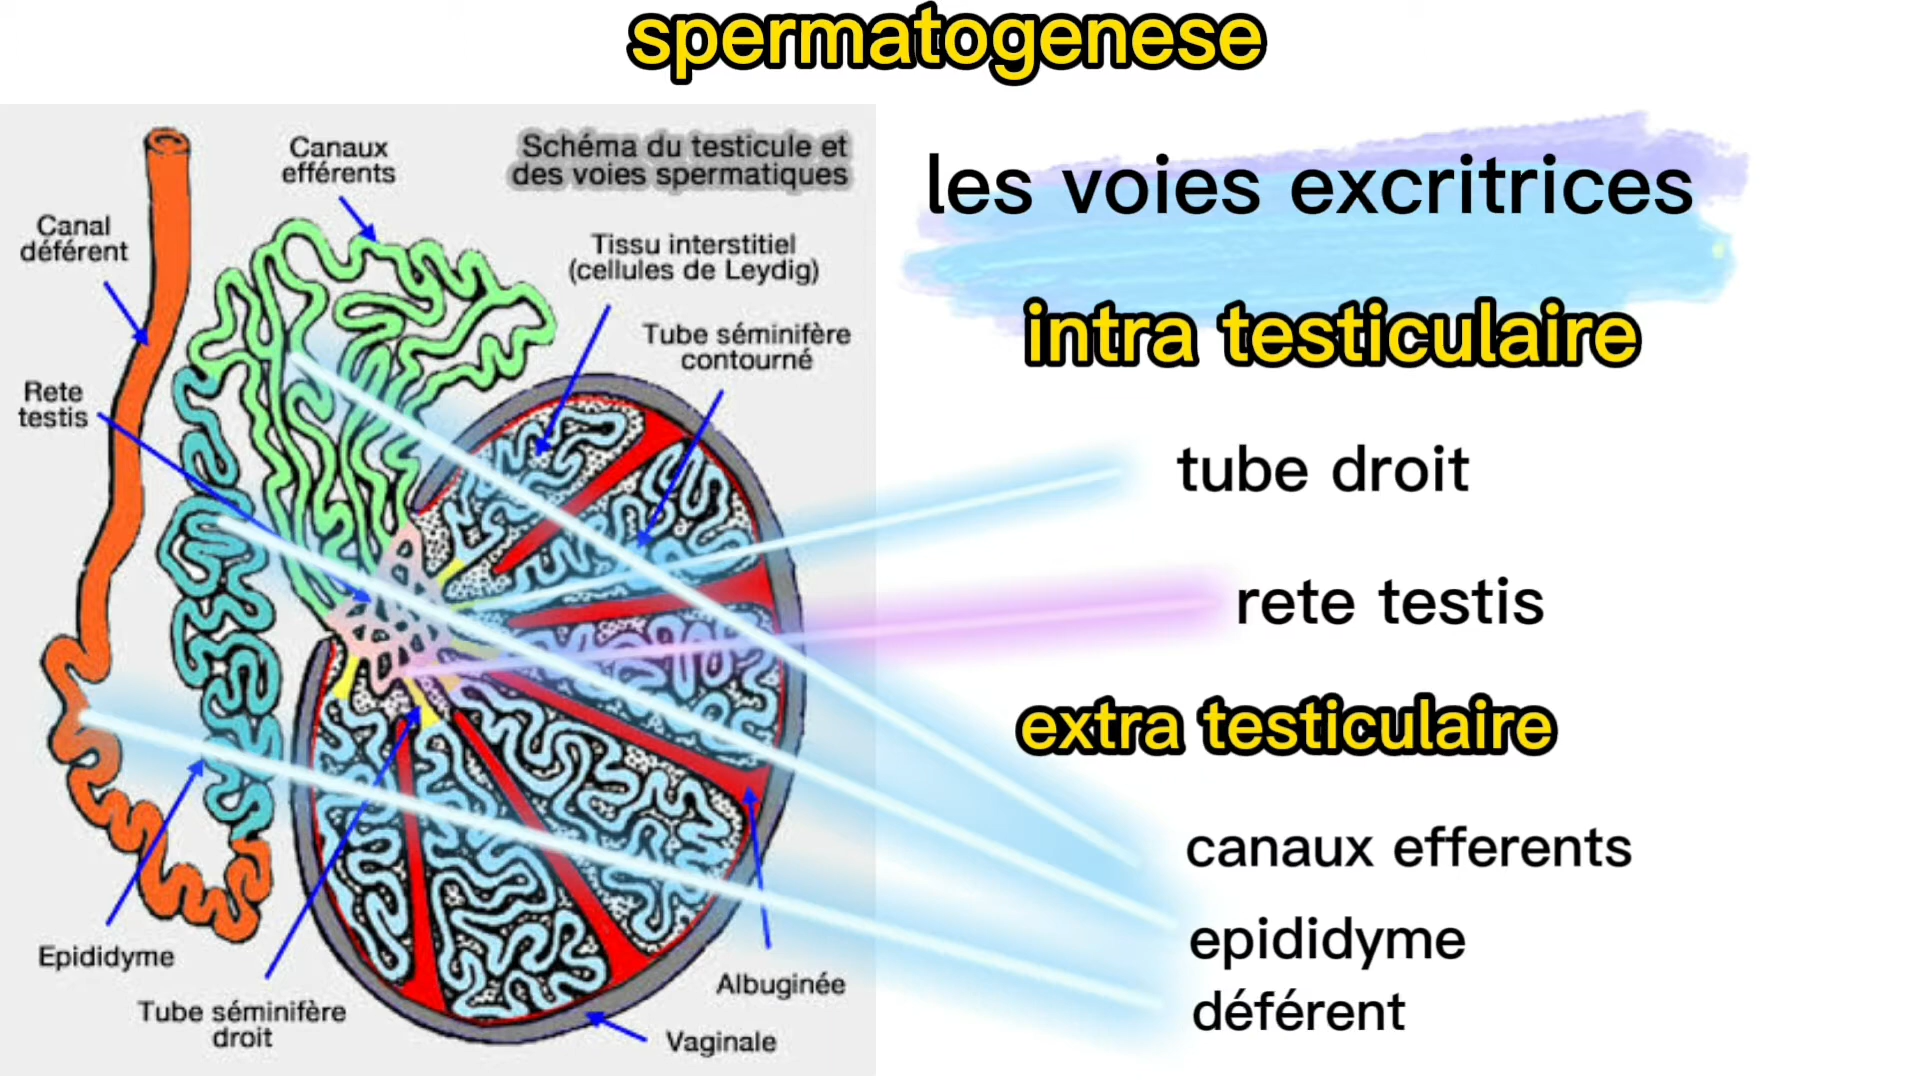 spermatogenese
Schéma du testicule et
des voies spermatiques
Canaux
efférents
Canal
déférent
Tissu interstitiel
(cellules de Leydig)
Tube séminifère
contourné
Rete
testis
Epididyme
Tube séminifère
droit
Albuginée
Vaginale
les voies excritrices
intra testiculaire
tube droit
rete testis
extra testiculaire
canaux efferents
epididyme
déférent